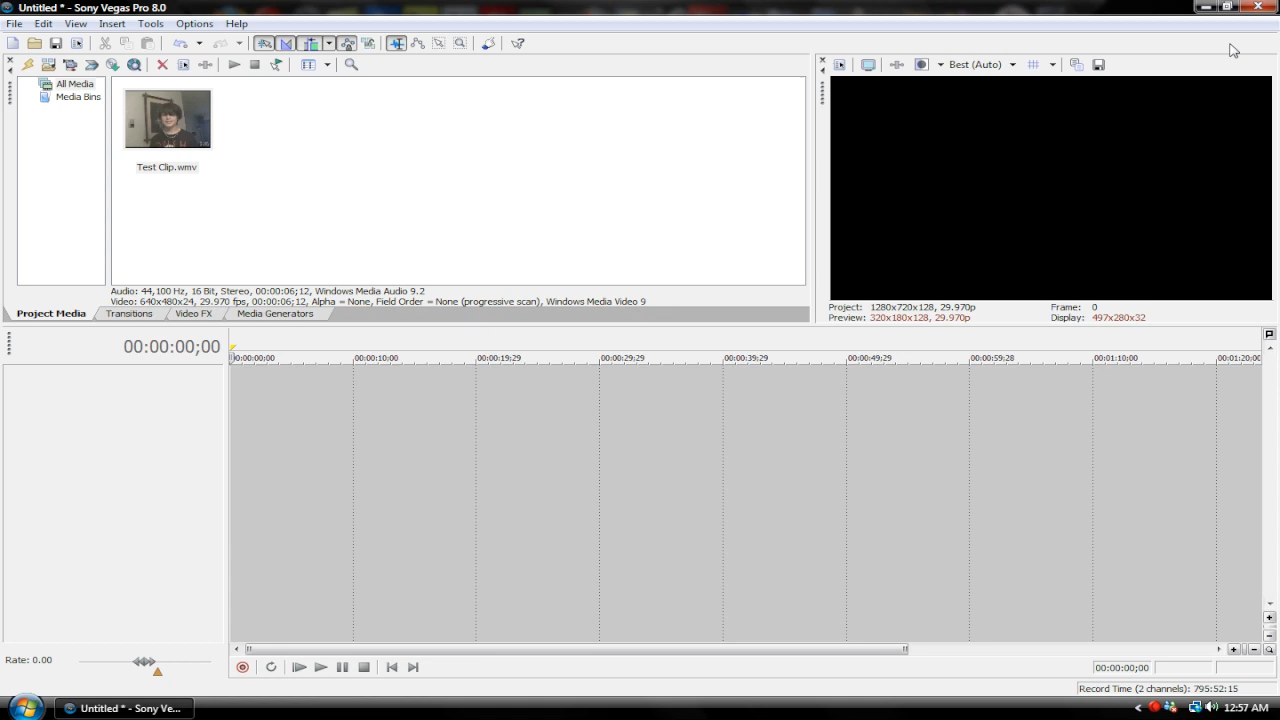 Untitled * - Sony Vegas Pro 8.0
File Edit View Insert Tools Options Help
Best (Auto)
All Media
Media Bins
Test Clip.wmv
Audio: 44,100 Hz, 16 Bit, Stereo, 00:00:06;12, Windows Media Audio 9.2
Video: 640x480x24, 29.970 fps, 00:00:06;12, Alpha = None, Field Order = None (progressive scan), Windows Media Video 9
Project Media Transitions Video FX Media Generators
Project: 1280x720x128, 29.970p Frame: 0
Preview: 320x180x128, 29.970p Display: 497x280x32
00:00:00;00
00:00:00;00 00:00:10;00 00:00:19;29 00:00:29;29 00:00:39;29 00:00:49;29 00:00:59;28 00:01:10;00 00:01:20;00
Rate: 0.00
00:00:00;00
Record Time (2 channels): 795:52:15
Untitled * - Sony Ve... 12:57 AM